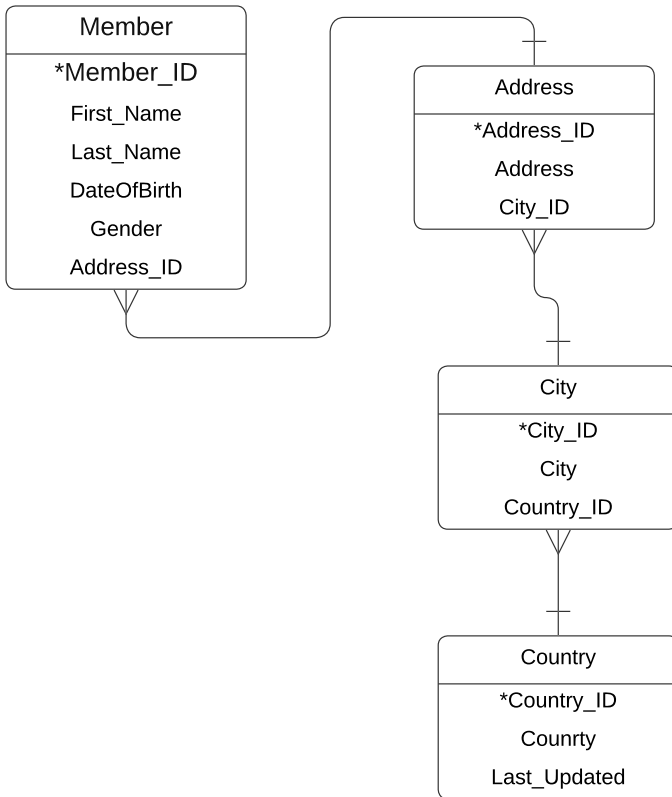 Member
*Member_ID
First_Name
Last_Name
DateOfBirth
Gender
Address_ID
Address
*Address_ID
Address
City_ID
City
*City_ID
City
Country_ID
Country
*Country_ID
Counrty
Last_Updated